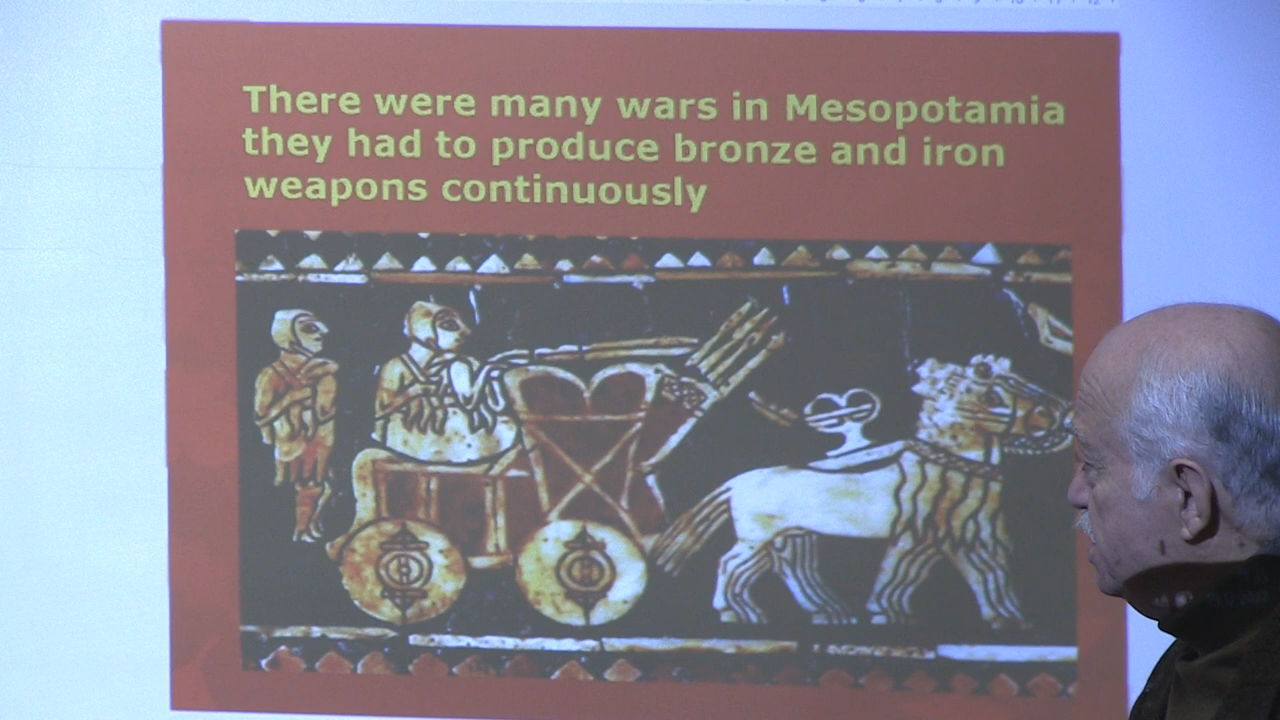 There were many wars in Mesopotamia
they had to produce bronze and iron
weapons continuously